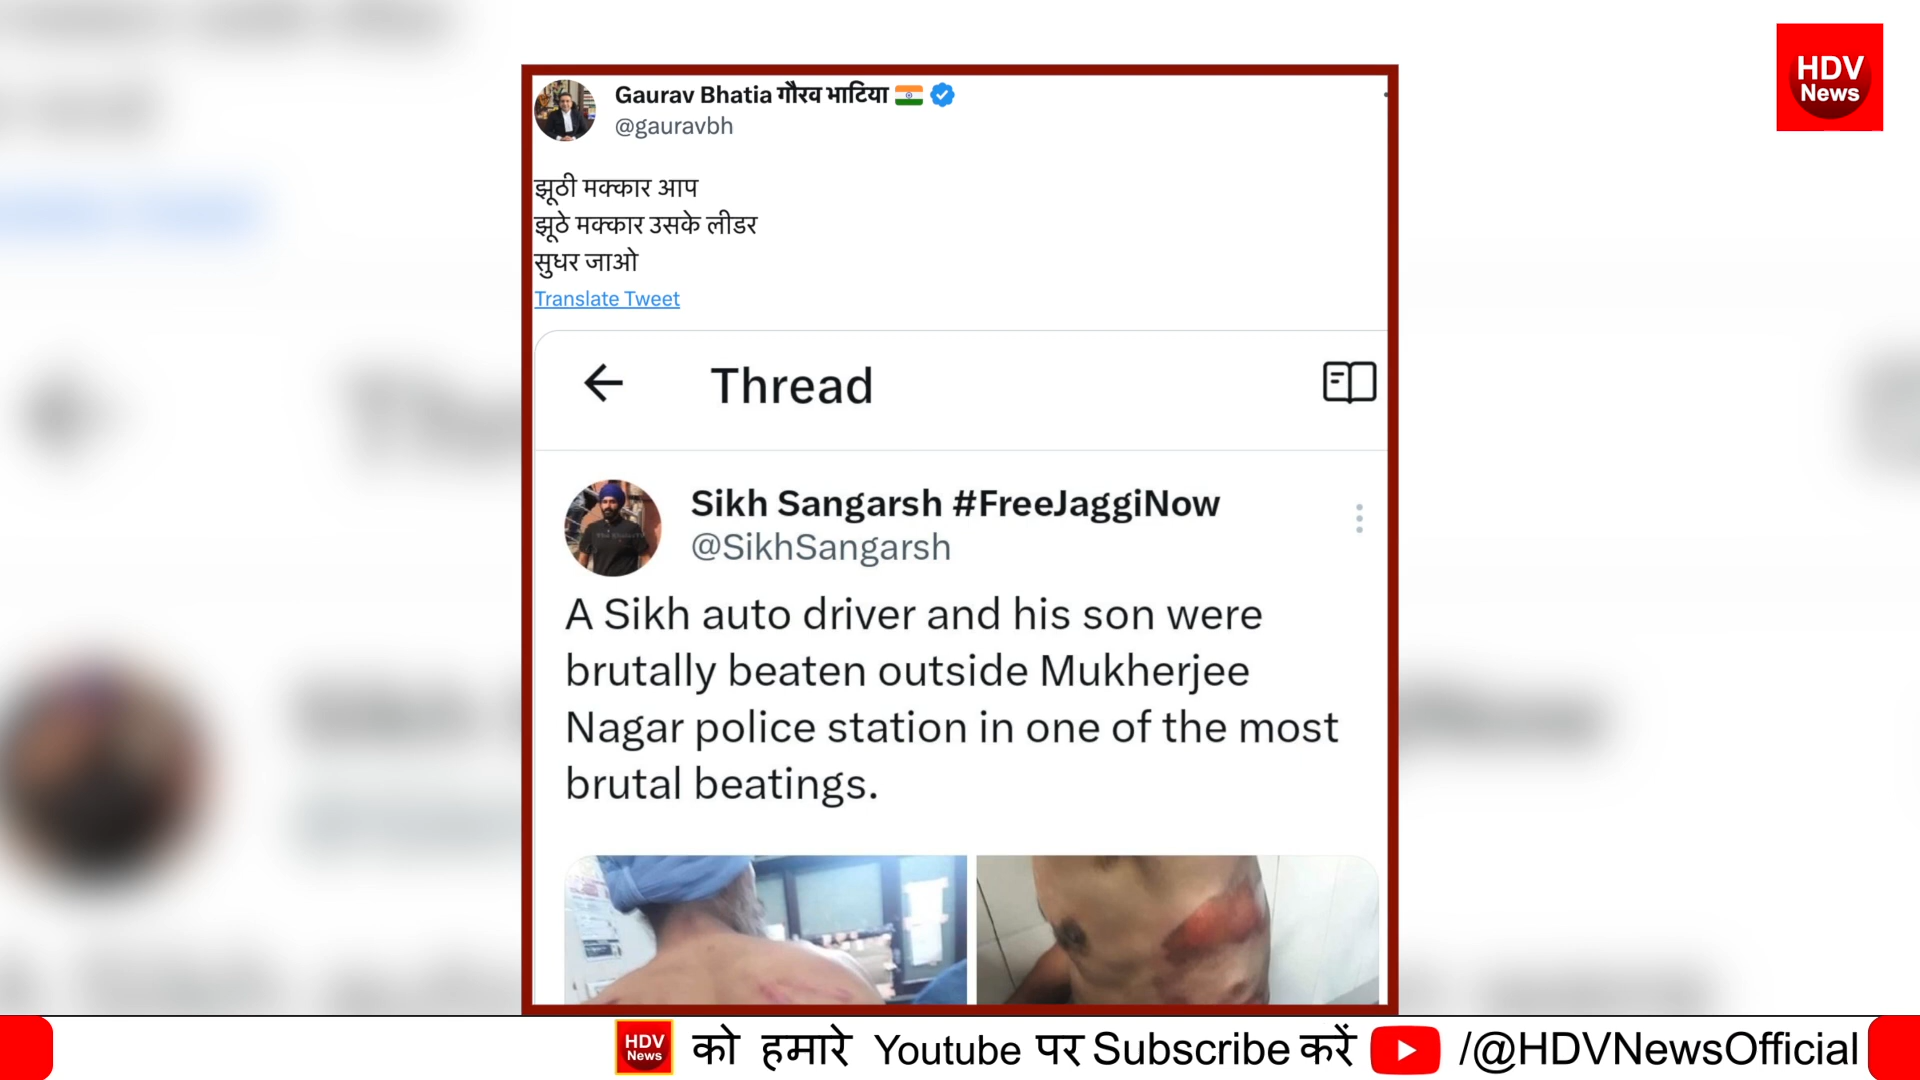 HDV
News
Gaurav Bhatia गौरव भाटिया
@gauravbh
झूठी मक्कार आप
झूठे मक्कार उसके लीडर
सुधर जाओ
Translate Tweet
Thread
Sikh Sangarsh #FreeJaggiNow
@SikhSangarsh
A Sikh auto driver and his son were
brutally beaten outside Mukherjee
Nagar police station in one of the most
brutal beatings.
HDV
News
को हमारे Youtube पर Subscribe करें /@HDVNewsOfficial